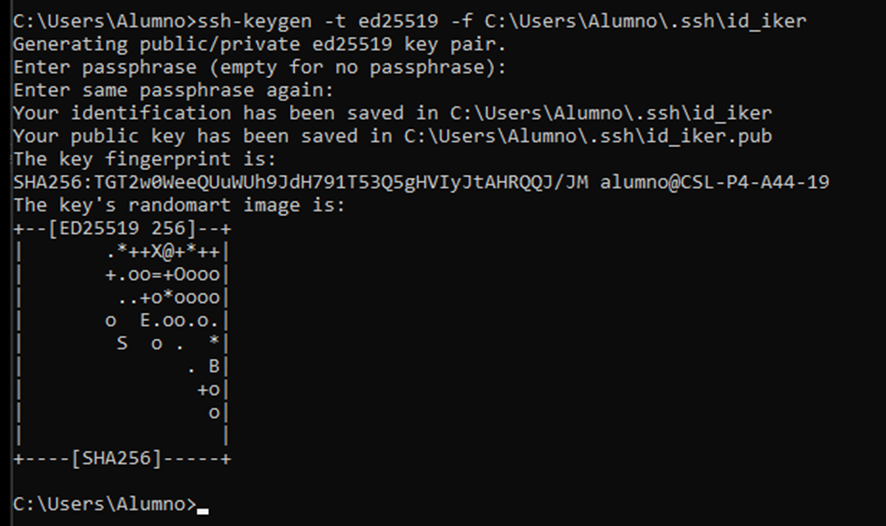 C:\Users\Alumno>ssh-keygen -t ed25519 -f C:\Users\Alumno\.ssh\id_iker
Generating public/private ed25519 key pair.
Enter passphrase (empty for no passphrase):
Enter same passphrase again:
Your identification has been saved in C:\Users\Alumno\.ssh\id_iker
Your public key has been saved in C:\Users\Alumno\.ssh\id_iker.pub
The key fingerprint is:
SHA256:TGT2w0WeeQUuWUh9JdH791T53Q5gHVIyJtAHRQQJ/JM alumno@CSL-P4-A44-19
The key's randomart image is:
+--[ED25519 256]--+
|       .*++X@+*++|
|       +.oo=+Oooo|
|        ..+o*oooo|
|       o  E.oo.o.|
|        S  o .  *|
|              . B|
|               +o|
|                o|
|                 |
+----[SHA256]-----+

C:\Users\Alumno>